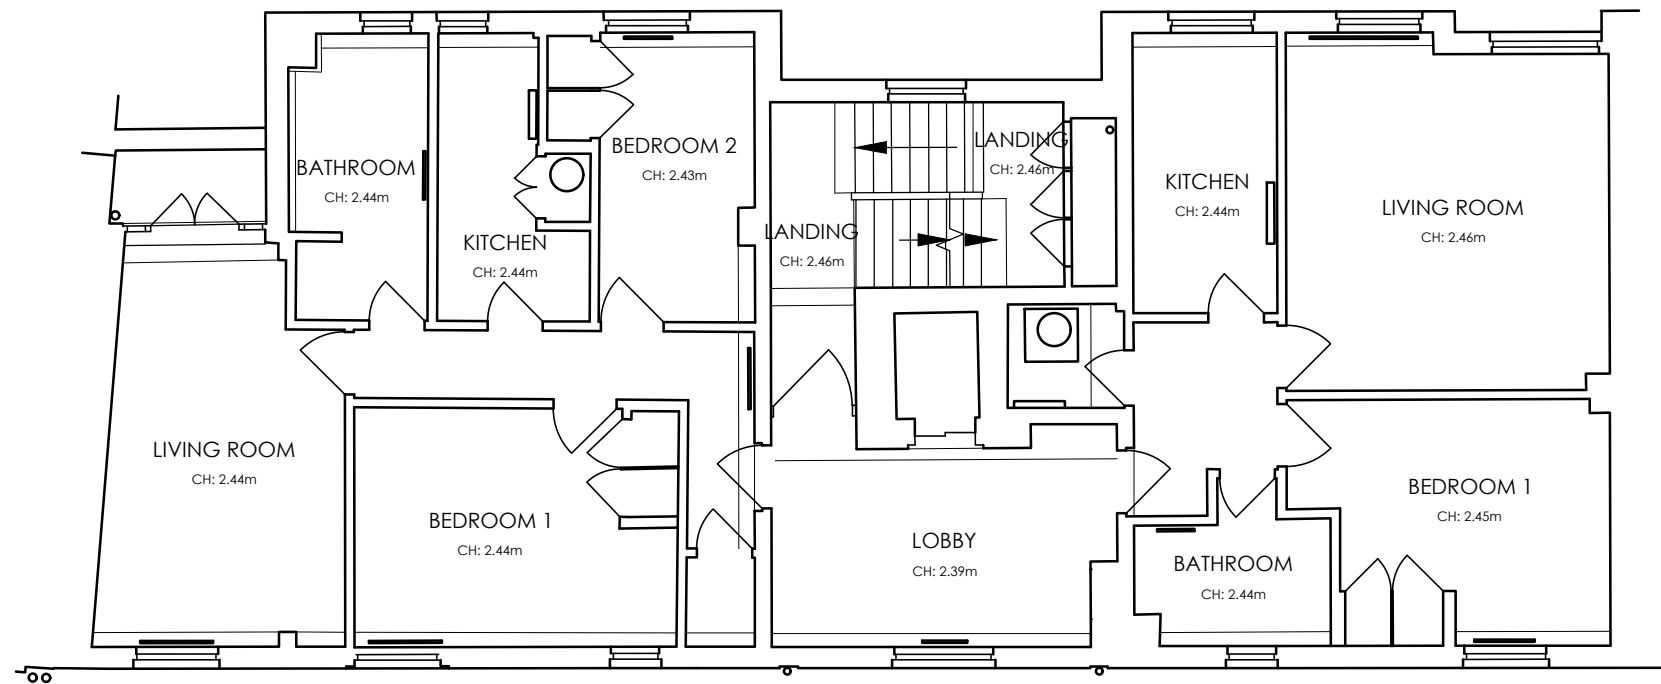 BATHROOM
CH: 2.44m
KITCHEN
CH: 2.44m
BEDROOM 2
CH: 2.43m
LANDING
CH: 2.46m
LANDING
CH: 2.46m
KITCHEN
CH: 2.44m
LIVING ROOM
CH: 2.46m
LIVING ROOM
CH: 2.44m
BEDROOM 1
CH: 2.44m
LOBBY
CH: 2.39m
BATHROOM
CH: 2.44m
BEDROOM 1
CH: 2.45m